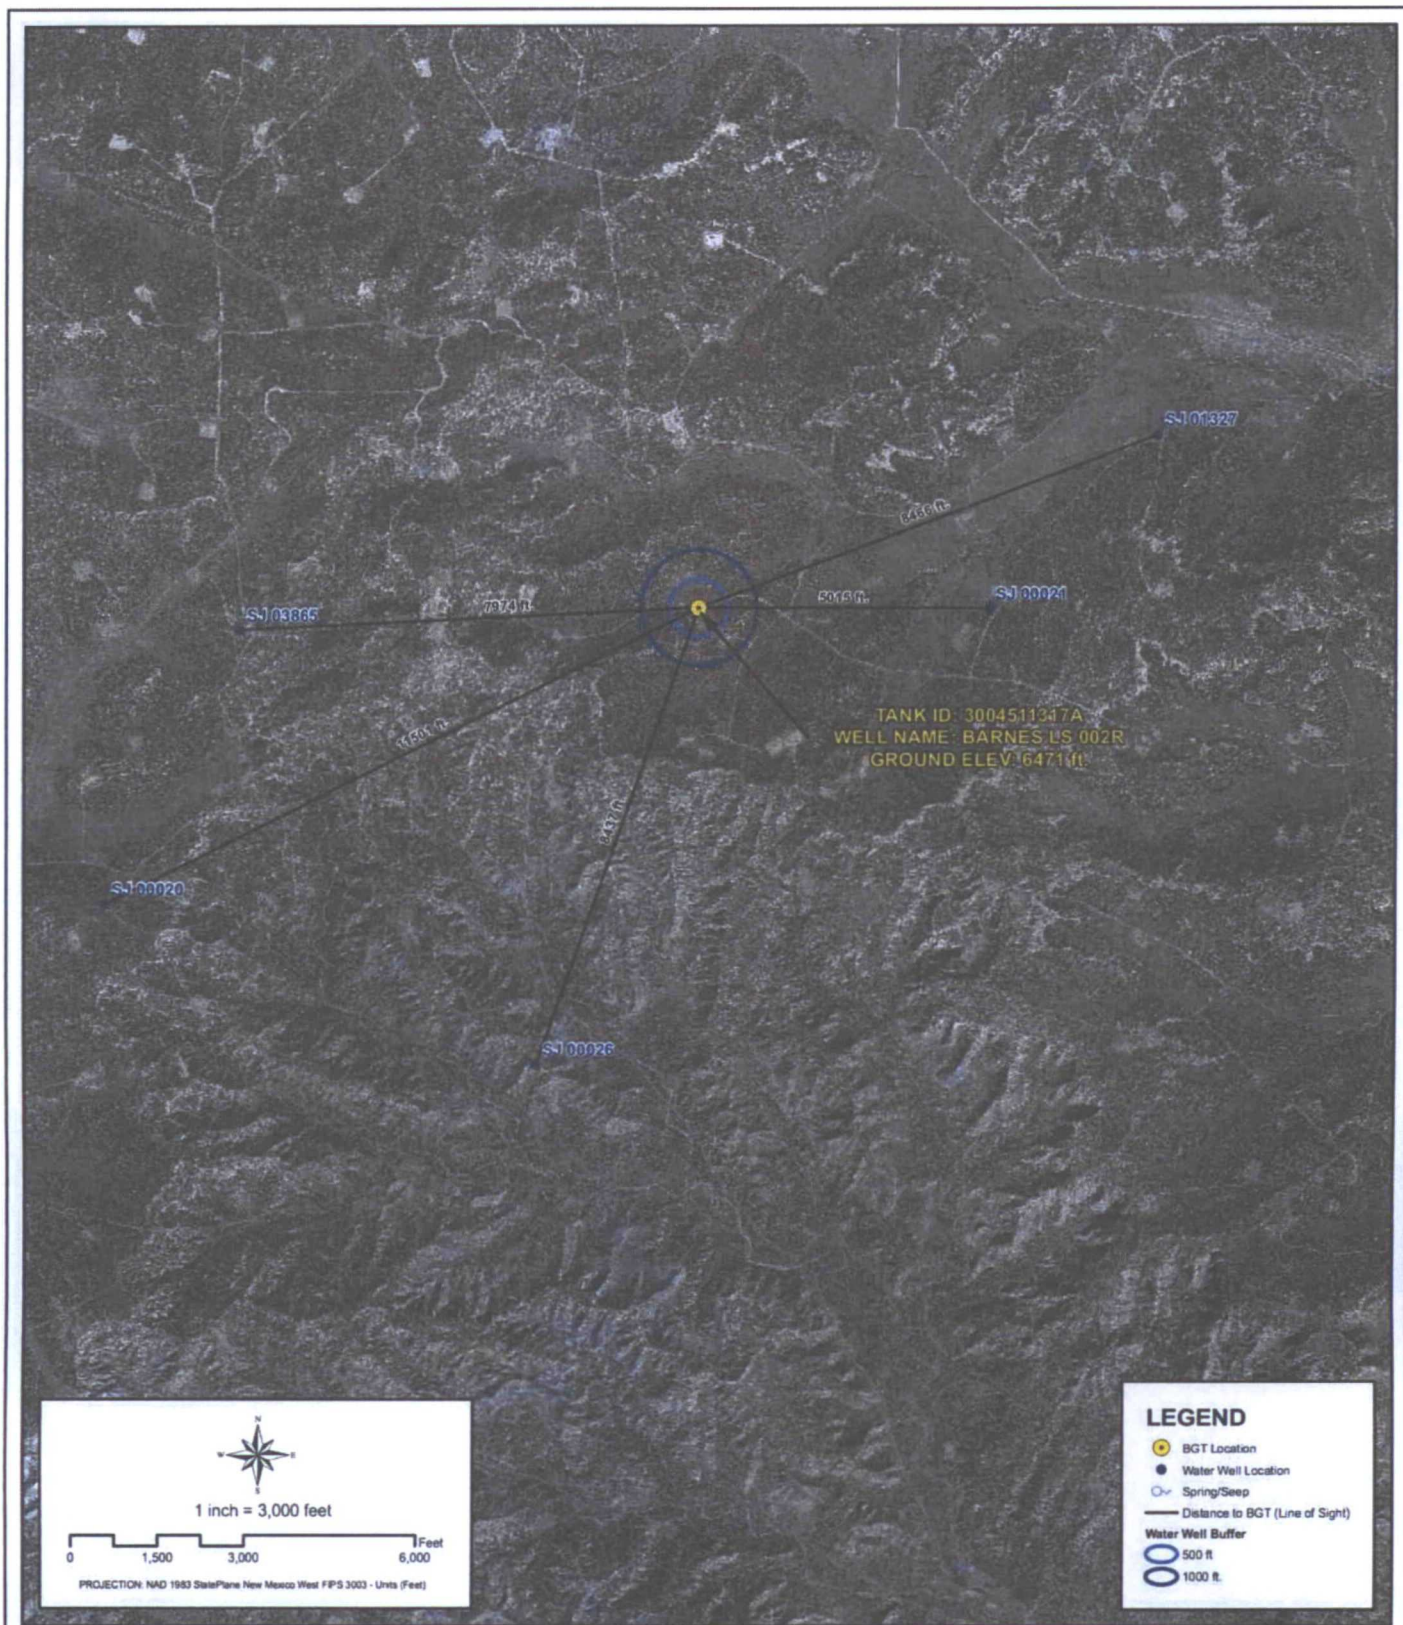 SJ 01327
ft.
SJ 03865
7974 ft.
5015 ft.
SJ 00021
TANK ID: 3004511317A
WELL NAME: BARNES LS 002R
GROUND ELEV: 6471 ft.
11501 ft.
ft.
SJ 00020
SJ 00026
N
W E
S
1 inch = 3,000 feet
Feet
0 1,500 3,000 6,000
PROJECTION: NAD 1983 StatePlane New Mexico West FIPS 3003 - Units (Feet)
LEGEND
BGT Location
Water Well Location
Spring/Seep
Distance to BGT (Line of Sight)
Water Well Buffer
500 ft
1000 ft.